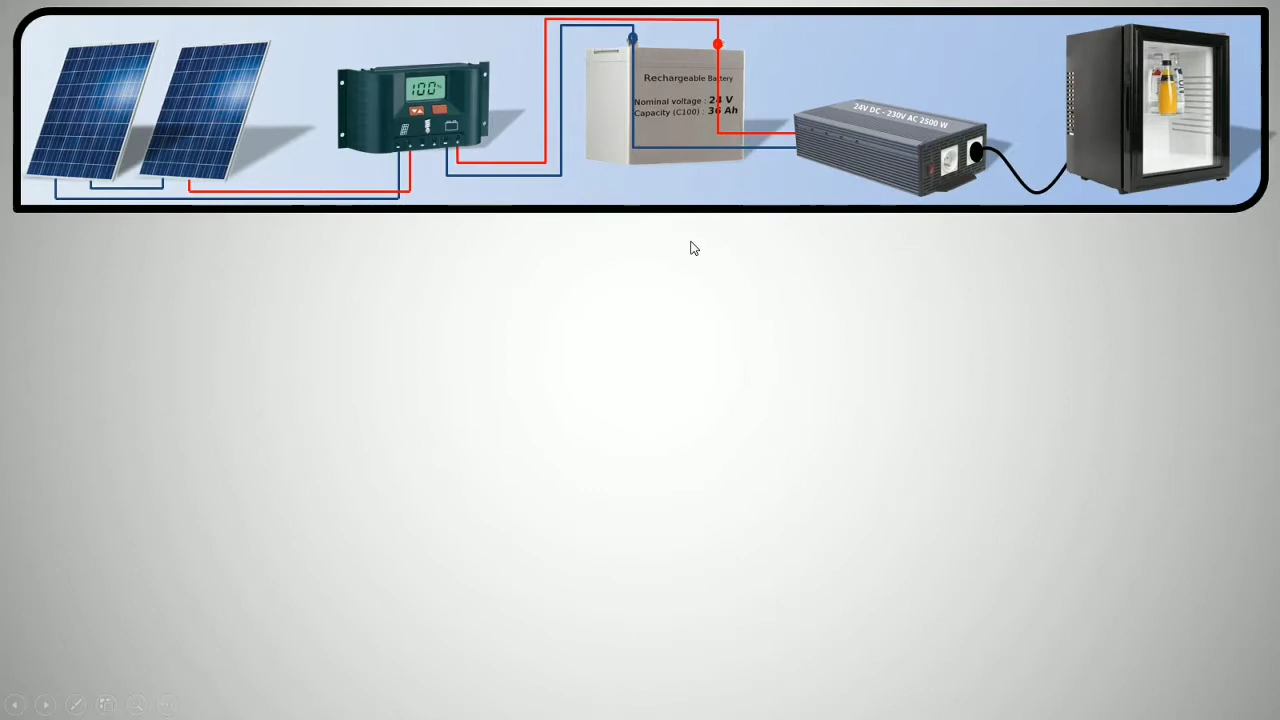 100%
Rechargeable Battery
Nominal voltage : 24 V
Capacity (C100) : 36 Ah
24V DC - 230V AC 2500 W